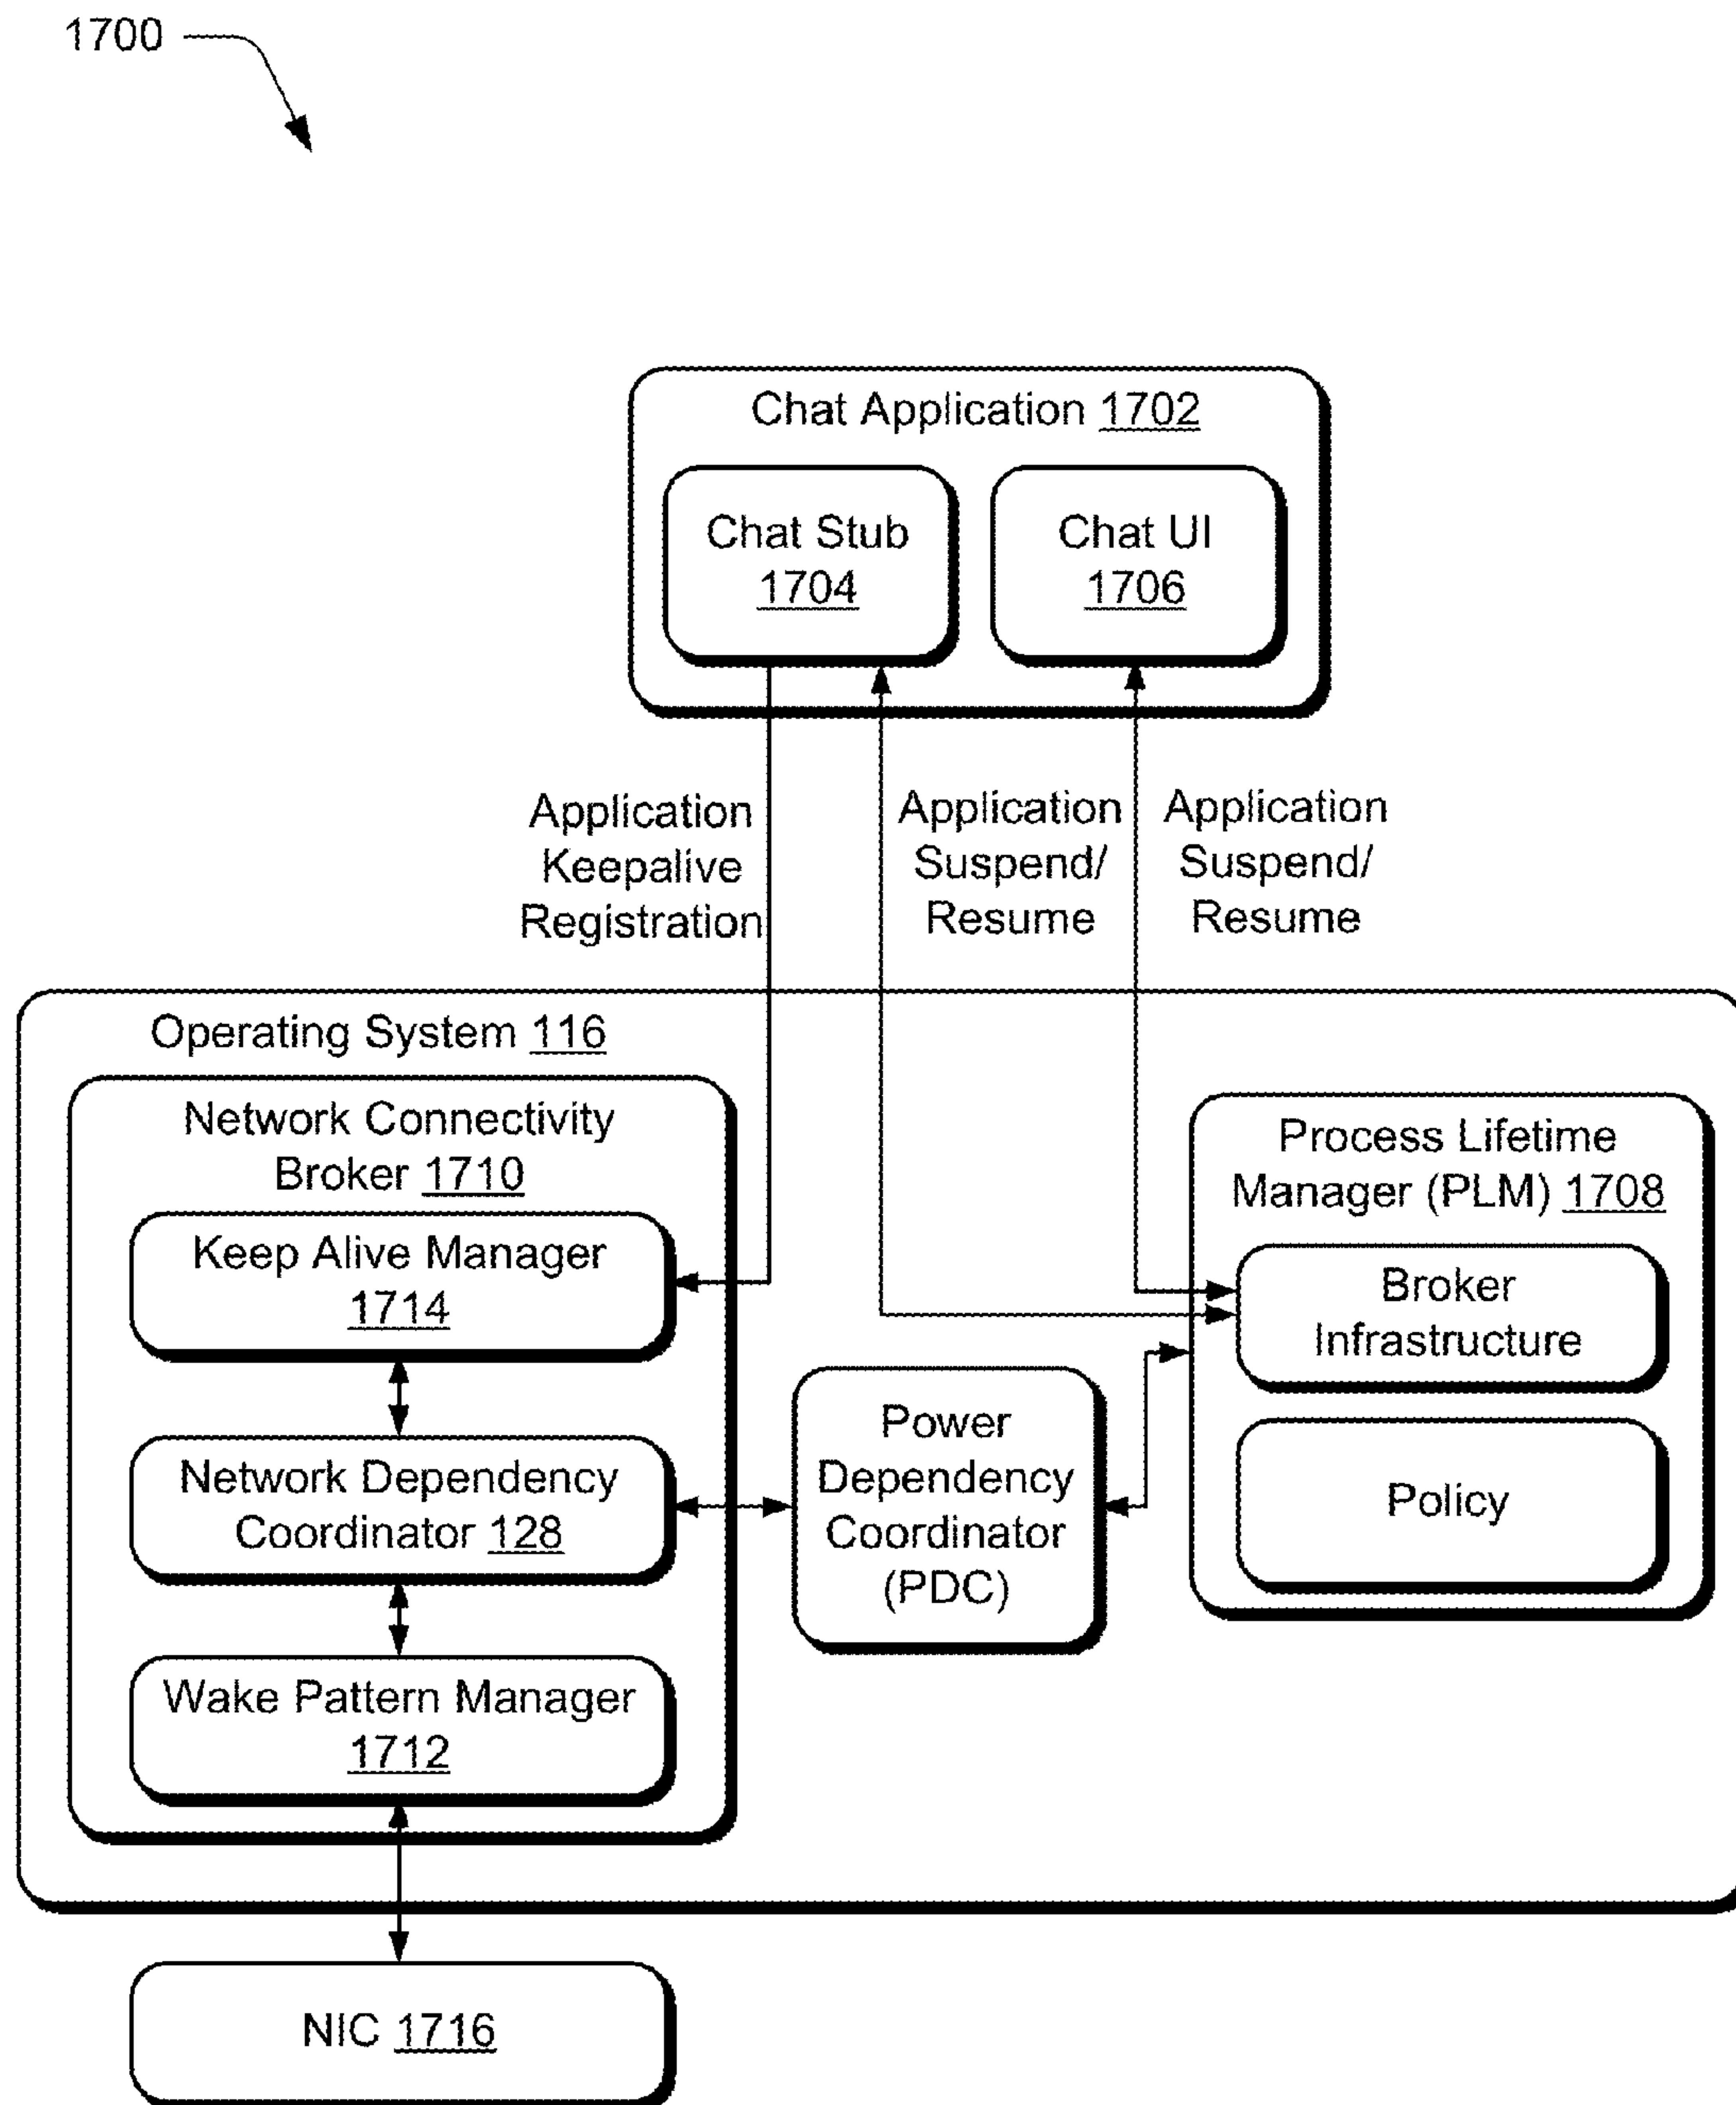 1700
Chat Application 1702
Chat Stub
1704
Chat UI
1706
Application
Keepalive
Registration
Application
Suspend/
Resume
Application
Suspend/
Resume
Operating System 116
Network Connectivity
Broker 1710
Keep Alive Manager
1714
Network Dependency
Coordinator 128
Wake Pattern Manager
1712
Power
Dependency
Coordinator
(PDC)
Process Lifetime
Manager (PLM) 1708
Broker
Infrastructure
Policy
NIC 1716